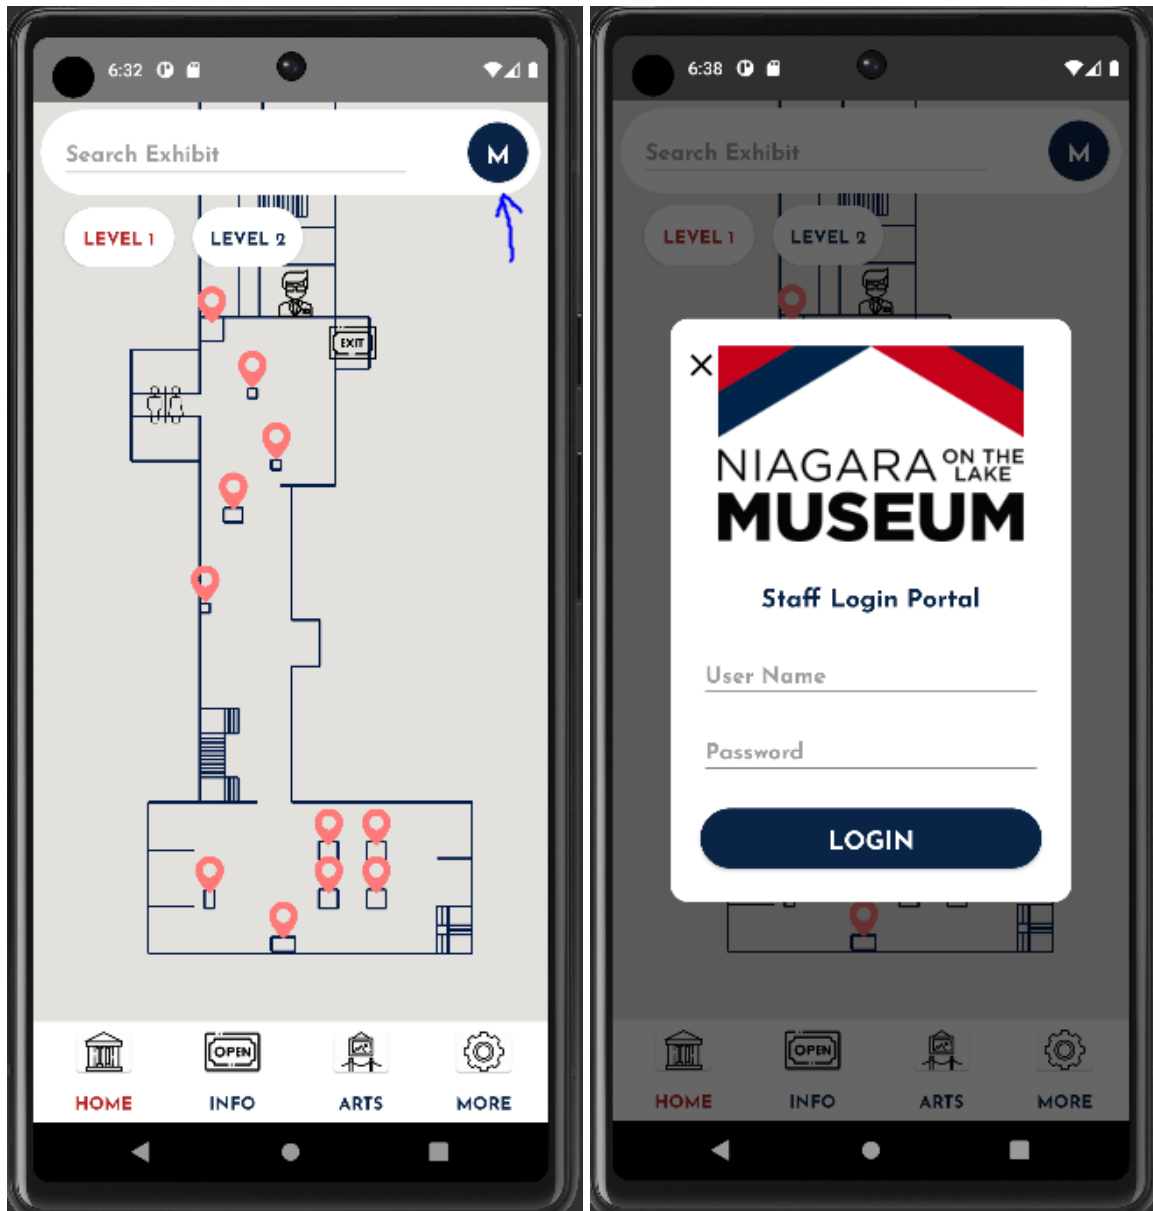 6:32
Search Exhibit
M
LEVEL 1
LEVEL 2
EXIT
OPEN
HOME
INFO
ARTS
MORE
6:38
Search Exhibit
M
LEVEL 1
LEVEL 2
NIAGARA ON THE LAKE
MUSEUM
Staff Login Portal
User Name
Password
LOGIN
OPEN
HOME
INFO
ARTS
MORE